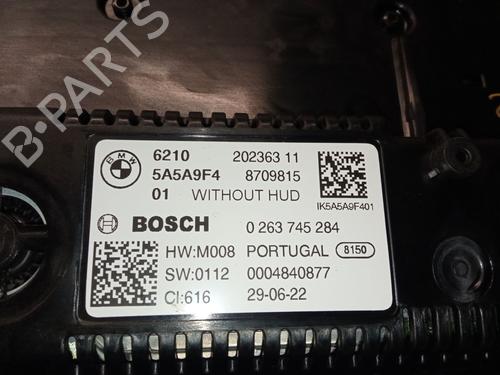 B-PARTS
BMW
6210 202363 11
5A5A9F4 8709815
01 WITHOUT HUD
IK5A5A9F401
BOSCH 0 263 745 284
HW:M008 PORTUGAL 8150
SW:0112 0004840877
CI:616 29-06-22